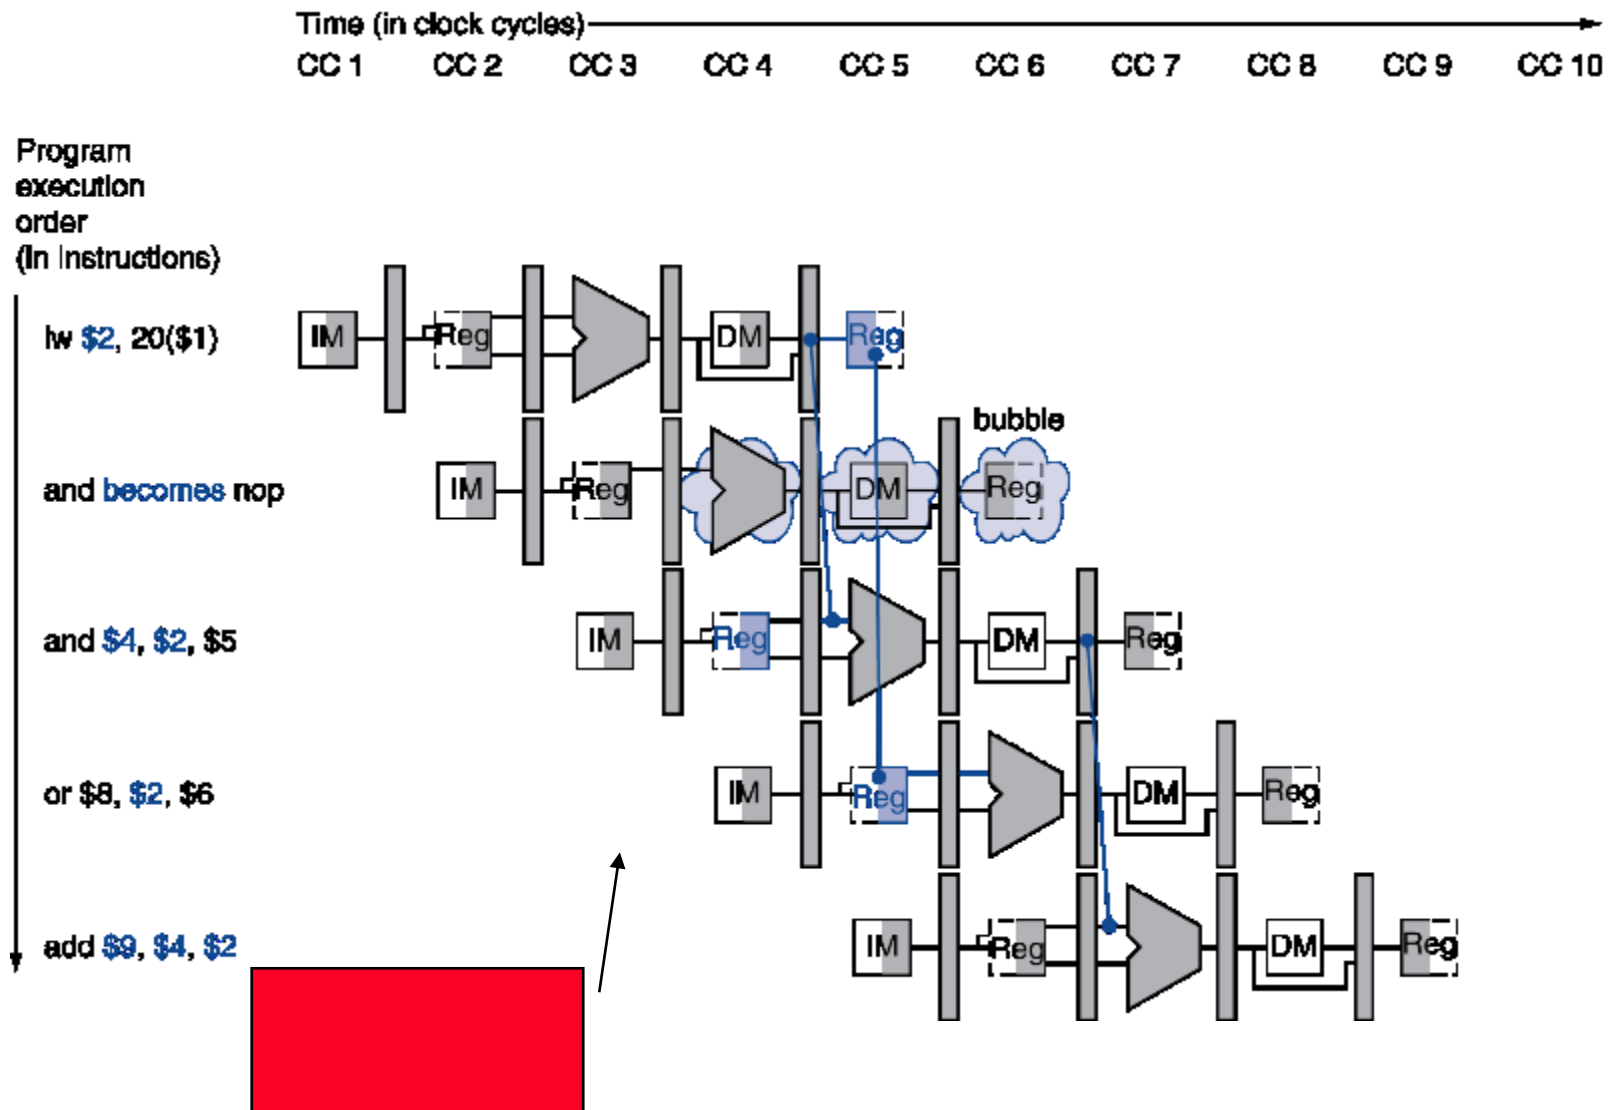 Time (in clock cycles)
CC 1 CC 2 CC 3 CC 4 CC 5 CC 6 CC 7 CC 8 CC 9 CC 10
Program
execution
order
(in instructions)
lw $2, 20($1) IM Reg DM Reg
bubble
and becomes nop IM Reg DM Reg
and $4, $2, $5 IM Reg DM Reg
or $8, $2, $6 IM Reg DM Reg
add $9, $4, $2 IM Reg DM Reg